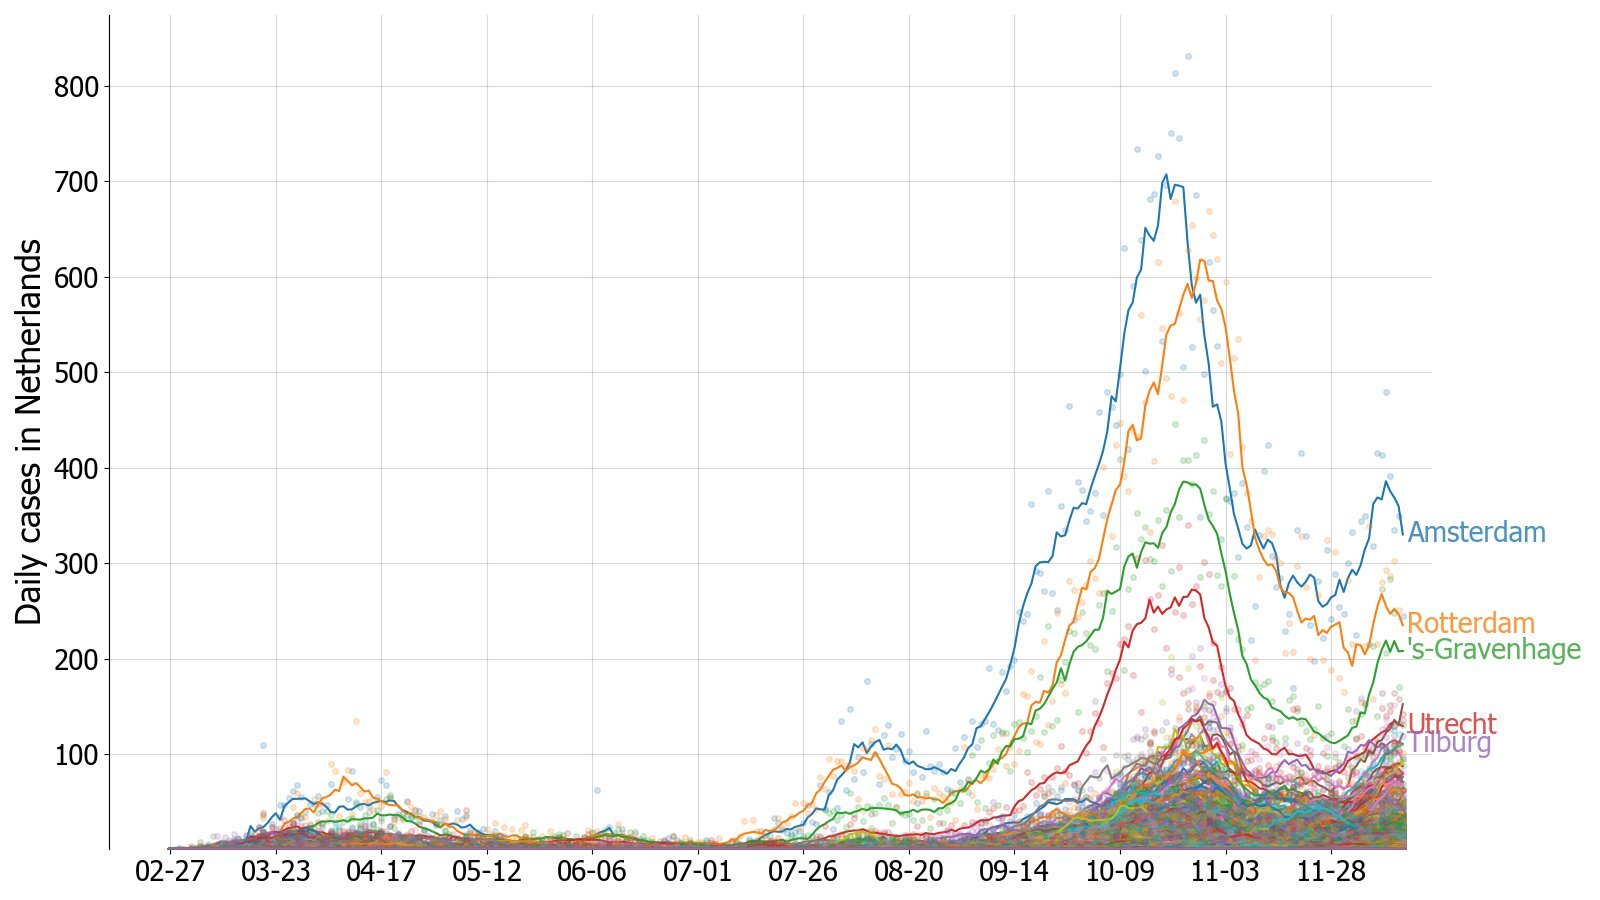 Daily cases in Netherlands
800
700
600
500
400
300
200
100
02-27 03-23 04-17 05-12 06-06 07-01 07-26 08-20 09-14 10-09 11-03 11-28
Amsterdam
Rotterdam
's-Gravenhage
Utrecht
Tilburg